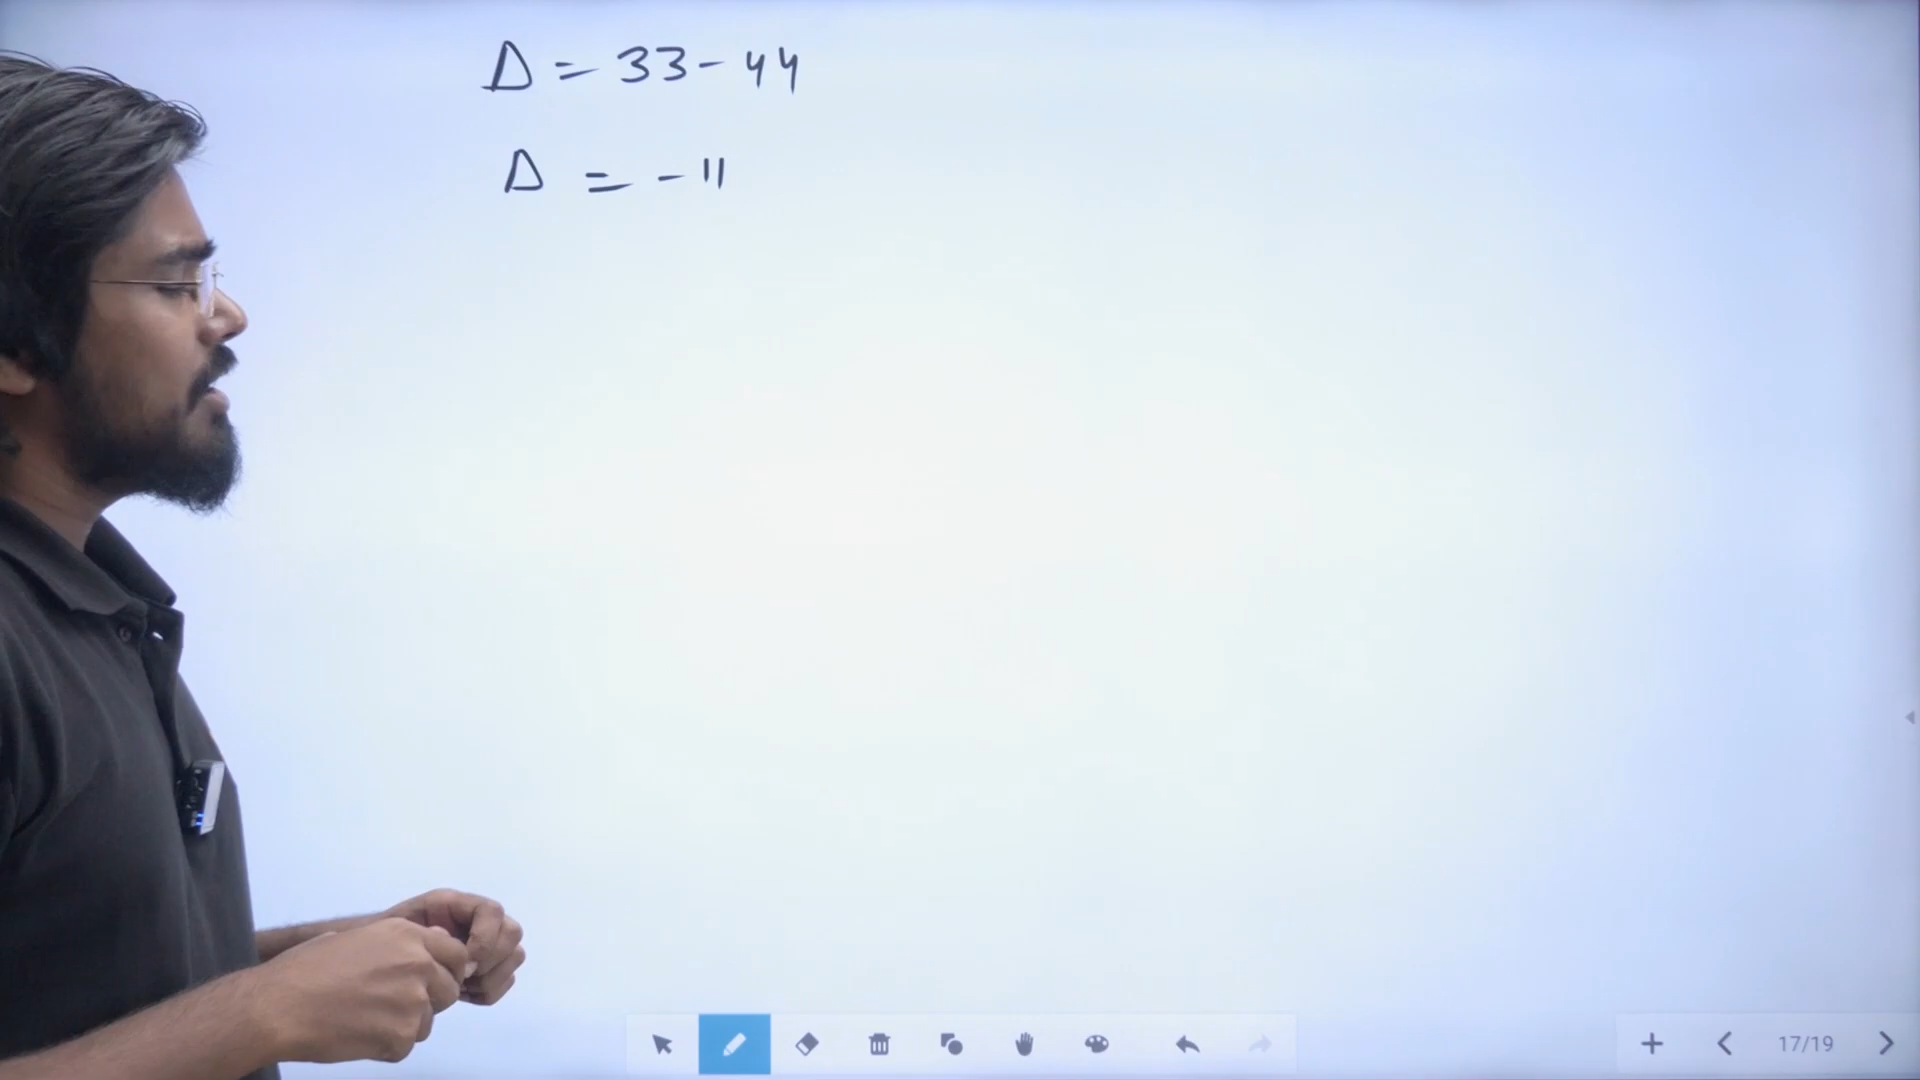 Δ = 33 - 44
Δ = - 11
17/19